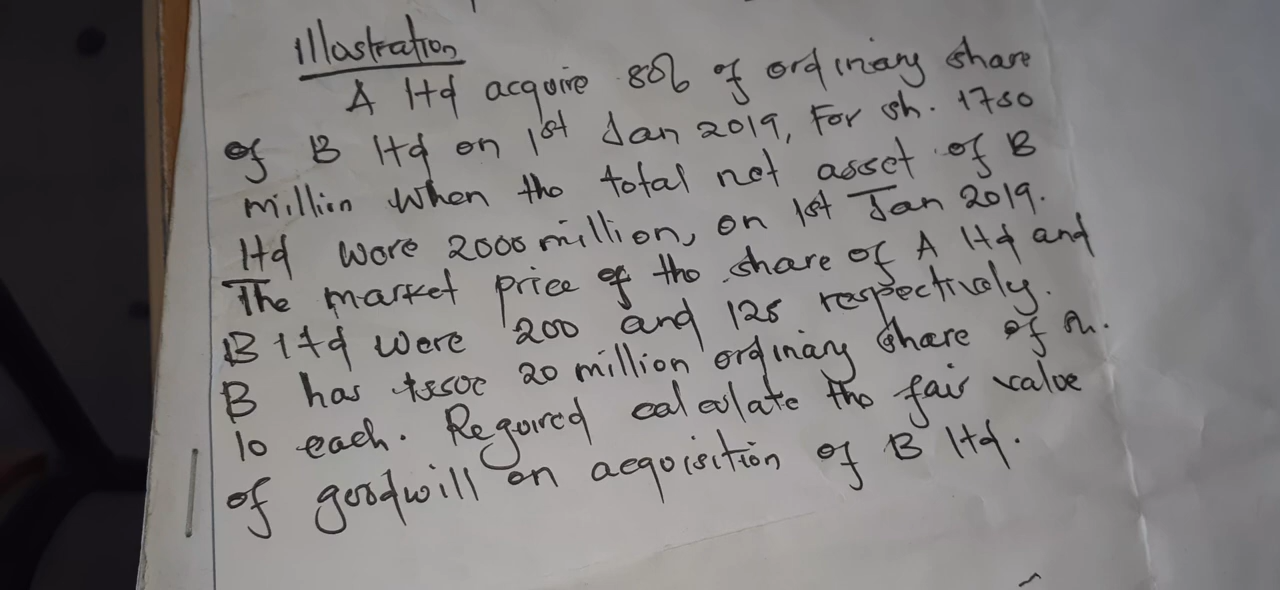 Illustration
A ltd acquire 80% of ordinary share
of B ltd on 1st Jan 2019, For sh. 1750
million when the total net asset of B
ltd were 2000 million, on 1st Jan 2019.
The market price of the share of A ltd and
B ltd were 200 and 125 respectively.
B has issue 20 million ordinary share of sh.
10 each. Required calculate the fair value
of goodwill on acquisition of B ltd.